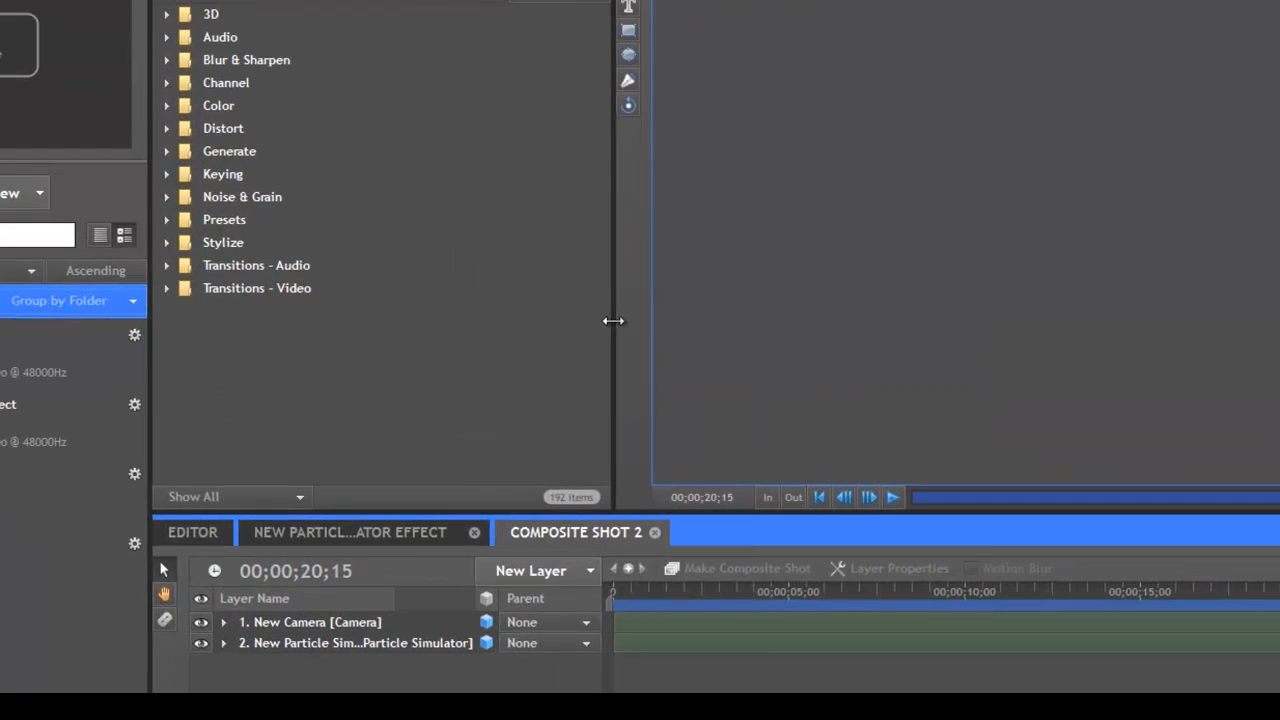 3D
Audio
Blur & Sharpen
Channel
Color
Distort
Generate
Keying
Noise & Grain
Presets
Stylize
Transitions - Audio
Transitions - Video
Show All
192 items
ew
Ascending
Group by Folder
o @ 48000Hz
ect
o @ 48000Hz
T
00;00;20;15
In
Out
EDITOR
NEW PARTICL...ATOR EFFECT
COMPOSITE SHOT 2
00;00;20;15
New Layer
Make Composite Shot
Layer Properties
Motion Blur
Layer Name
Parent
0
00;00;05;00
00;00;10;00
00;00;15;00
1. New Camera [Camera]
None
2. New Particle Sim...Particle Simulator]
None